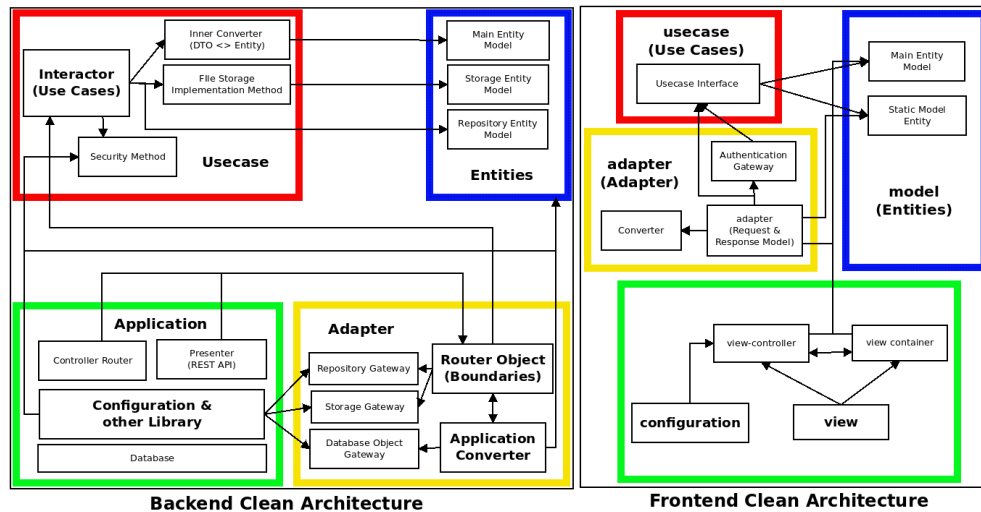 Inner Converter
(DTO <> Entity)
Interactor
(Use Cases)
FIle Storage
Implementation Method
Security Method
Usecase
Main Entity
Model
Storage Entity
Model
Repository Entity
Model
Entities
Application
Controller Router
Presenter
(REST API)
Configuration &
other Library
Database
Adapter
Repository Gateway
Storage Gateway
Database Object
Gateway
Router Object
(Boundaries)
Application
Converter
Backend Clean Architecture
usecase
(Use Cases)
Usecase Interface
Main Entity
Model
Static Model
Entity
model
(Entities)
adapter
(Adapter)
Authentication
Gateway
Converter
adapter
(Request &
Response Model)
view-controller
view container
configuration
view
Frontend Clean Architecture